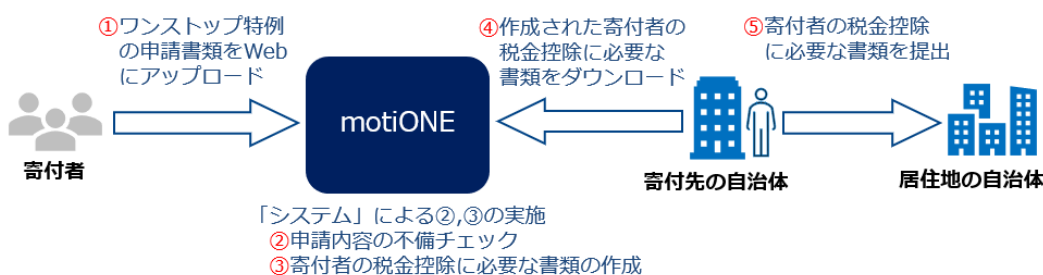 ①ワンストップ特例
の申請書類をWeb
にアップロード
④作成された寄付者の
税金控除に必要な
書類をダウンロード
⑤寄付者の税金控除
に必要な書類を提出
motiONE
寄付者
寄付先の自治体
居住地の自治体
「システム」による②,③の実施
②申請内容の不備チェック
③寄付者の税金控除に必要な書類の作成